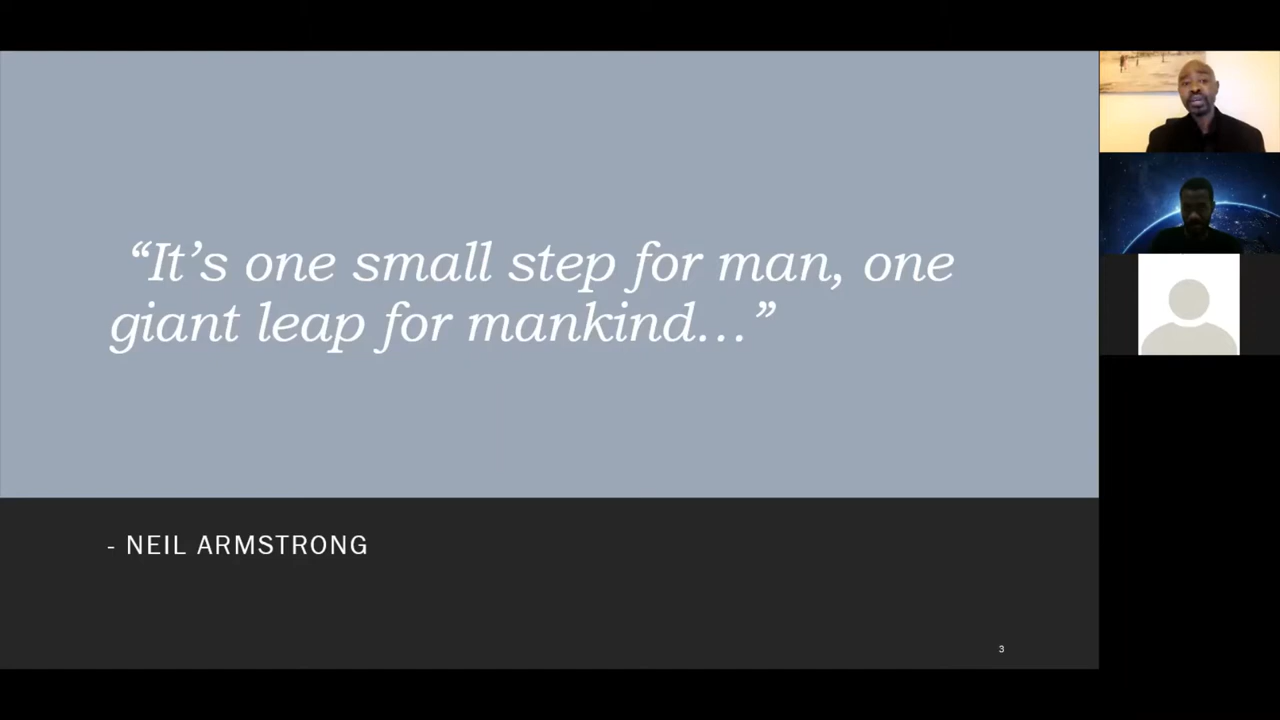 “It’s one small step for man, one
giant leap for mankind…”
- NEIL ARMSTRONG
3